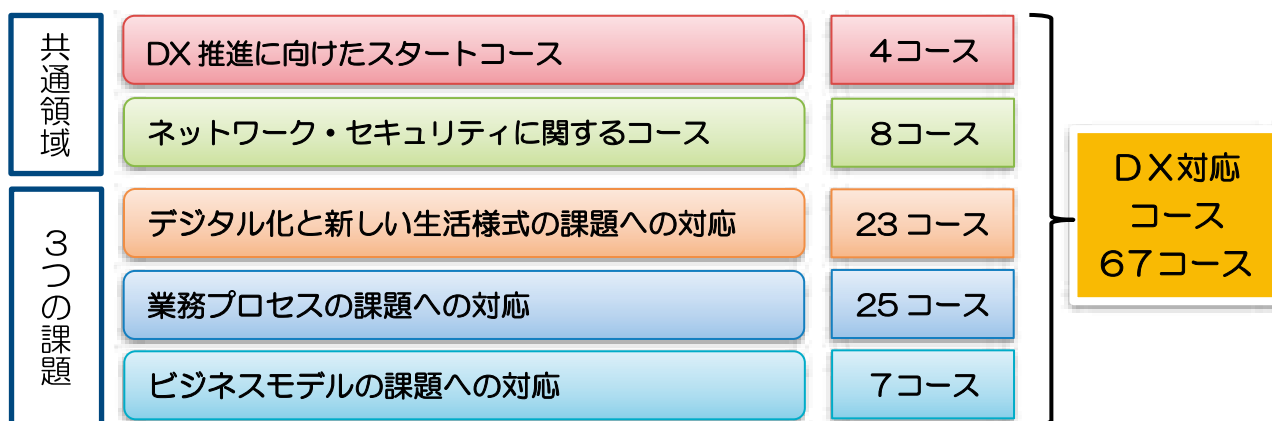 共通領域
DX 推進に向けたスタートコース
4コース
ネットワーク・セキュリティに関するコース
8コース
3つの課題
デジタル化と新しい生活様式の課題への対応
23 コース
業務プロセスの課題への対応
25 コース
ビジネスモデルの課題への対応
7コース
DX対応
コース
67コース